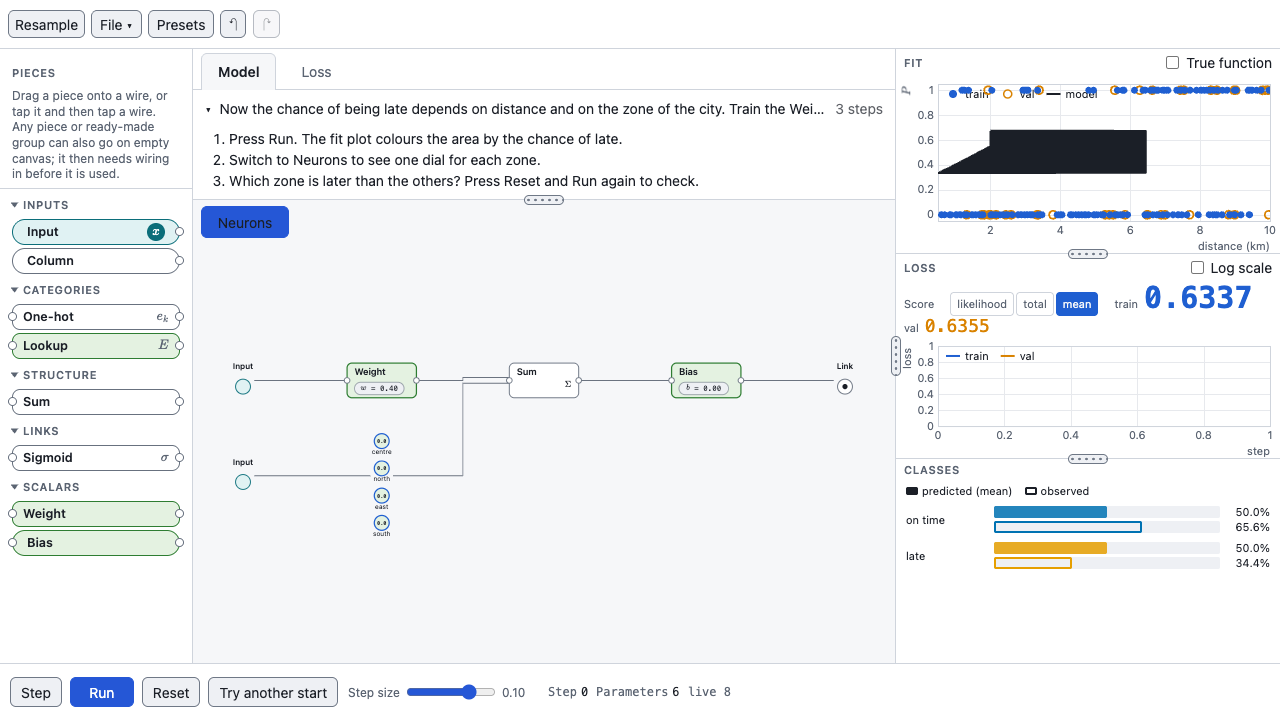 Resample
File ▾
Presets
PIECES
Drag a piece onto a wire, or
tap it and then tap a wire.
Any piece or ready-made
group can also go on empty
canvas; it then needs wiring
in before it is used.
INPUTS
Input x
Column
CATEGORIES
One-hot eₖ
Lookup E
STRUCTURE
Sum
LINKS
Sigmoid σ
SCALARS
Weight
Bias
Model
Loss
Now the chance of being late depends on distance and on the zone of the city. Train the Wei... 3 steps
1. Press Run. The fit plot colours the area by the chance of late.
2. Switch to Neurons to see one dial for each zone.
3. Which zone is later than the others? Press Reset and Run again to check.
Neurons
Input
Weight
w = 0.40
Sum
Σ
Bias
b = 0.00
Link
Input
0.0
centre
0.0
north
0.0
east
0.0
south
FIT
True function
P
train val model
1
0.8
0.6
0.4
0.2
0
2 4 6 8 10
distance (km)
LOSS
Log scale
Score likelihood total mean train 0.6337
val 0.6355
loss
train val
1
0.8
0.6
0.4
0.2
0
0 0.2 0.4 0.6 0.8 1
step
CLASSES
predicted (mean) observed
on time 50.0%
65.6%
late 50.0%
34.4%
Step
Run
Reset
Try another start
Step size 0.10
Step 0 Parameters 6 live 8